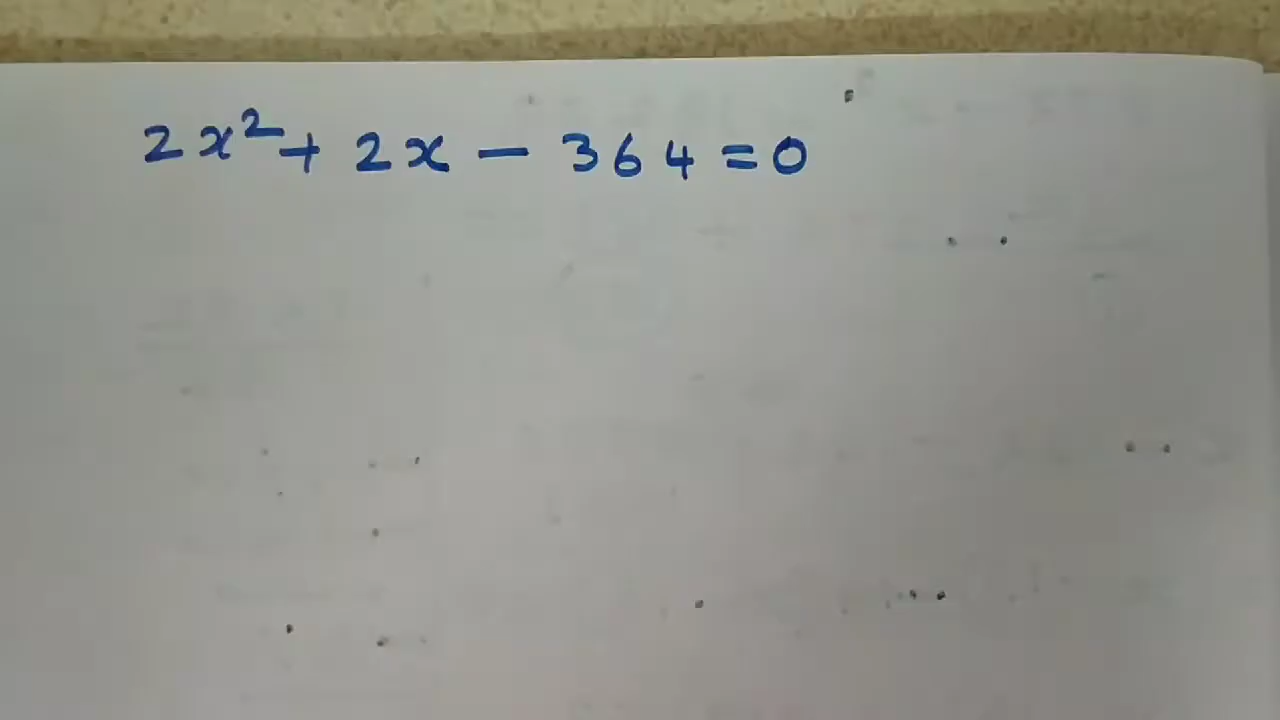 2x² + 2x - 364 = 0